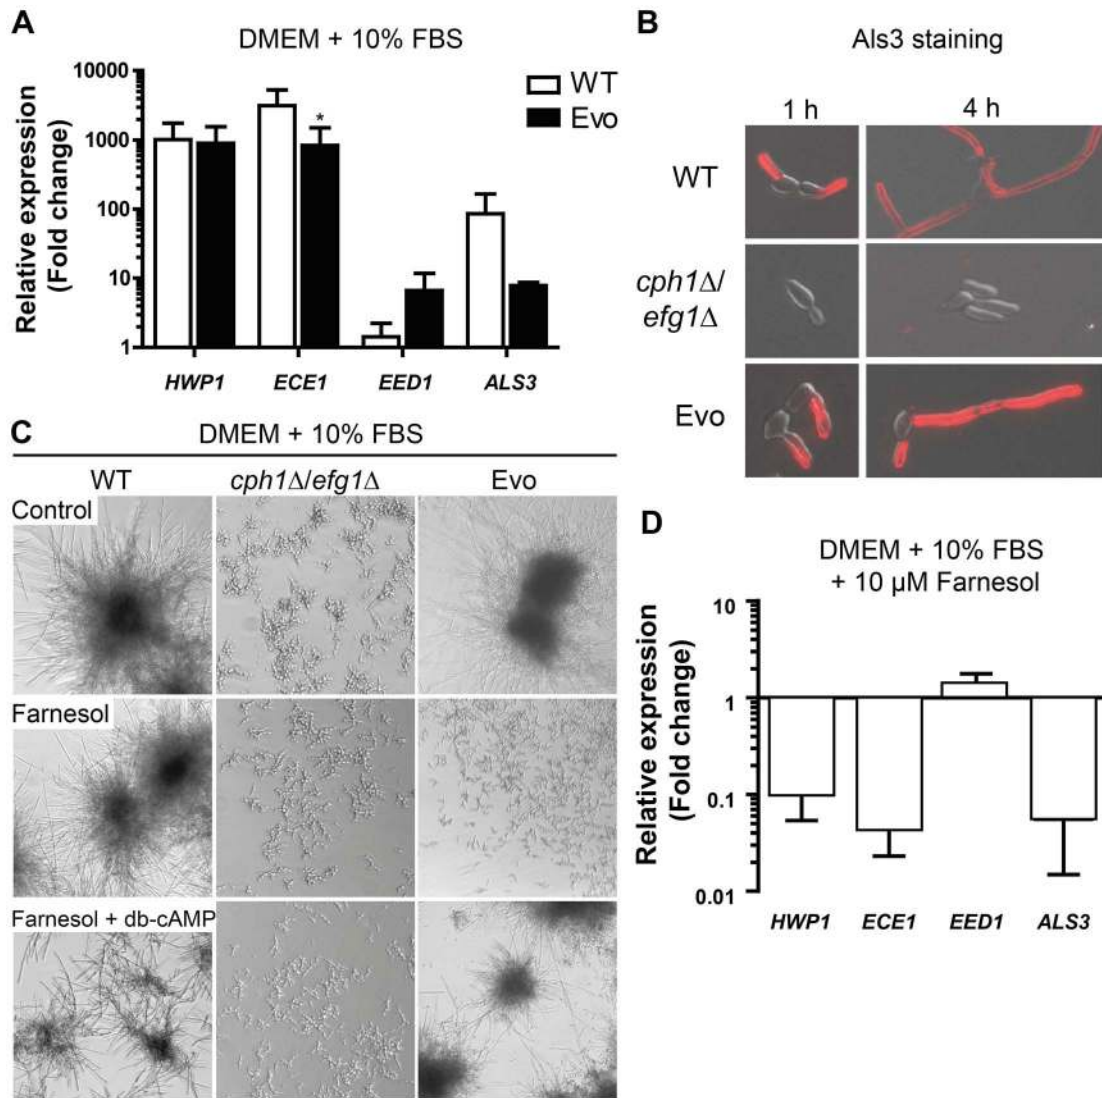 A
DMEM + 10% FBS
Relative expression
(Fold change)
10000
1000
100
10
1
*
WT
Evo
HWP1 ECE1 EED1 ALS3
B
Als3 staining
1 h 4 h
WT
cph1Δ/
efg1Δ
Evo
C
DMEM + 10% FBS
WT cph1Δ/efg1Δ Evo
Control
Farnesol
Farnesol + db-cAMP
D
DMEM + 10% FBS
+ 10 µM Farnesol
Relative expression
(Fold change)
10
1
0.1
0.01
HWP1 ECE1 EED1 ALS3